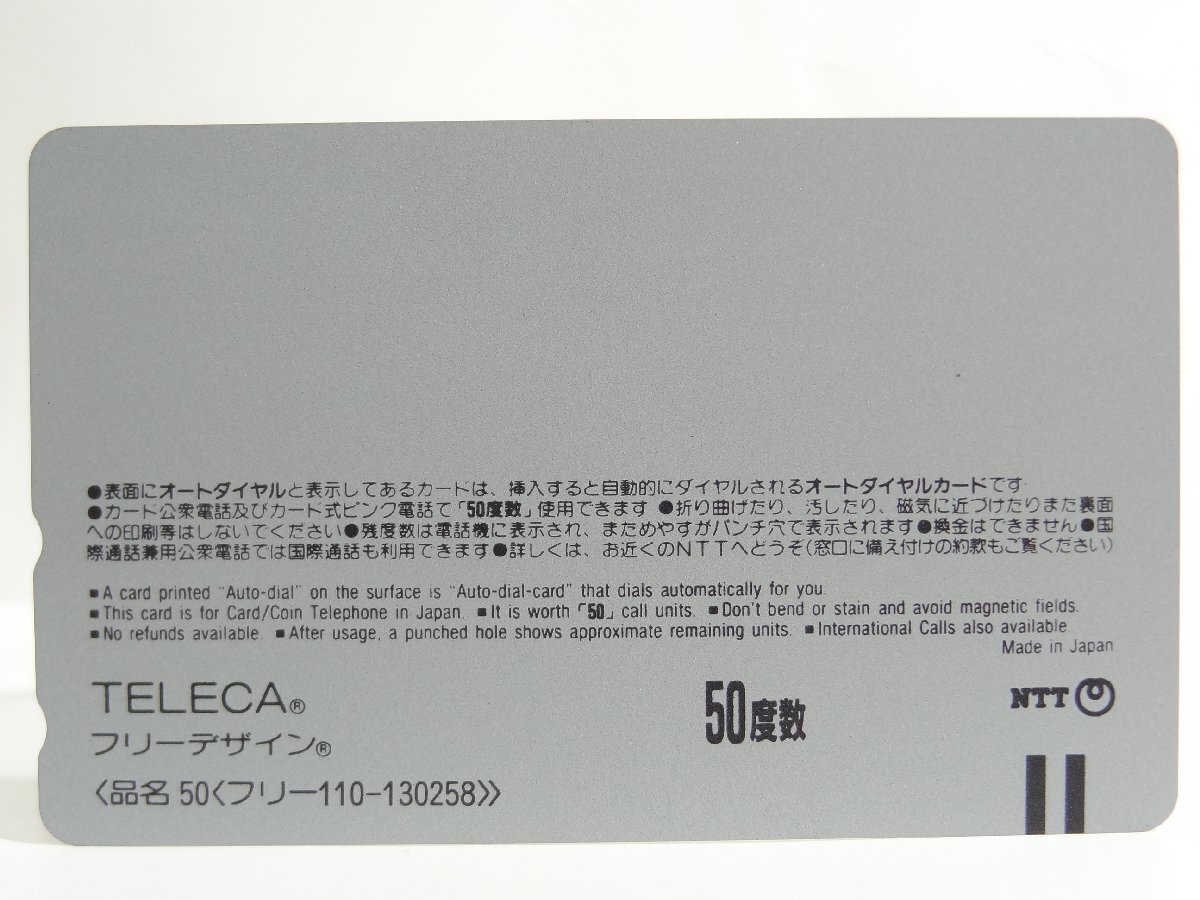 ●表面にオートダイヤルと表示してあるカードは、挿入すると自動的にダイヤルされるオートダイヤルカードです
●カード公衆電話及びカード式ピンク電話で「50度数」使用できます ●折り曲げたり、汚したり、磁気に近づけたりまた裏面
への印刷等はしないでください●残度数は電話機に表示され、まためやすがパンチ穴で表示されます●換金はできません●国
際通話兼用公衆電話では国際通話も利用できます●詳しくは、お近くのNTTへどうぞ(窓口に備え付けの約款もご覧ください)
■A card printed "Auto-dial" on the surface is "Auto-dial-card" that dials automatically for you.
■This card is for Card/Coin Telephone in Japan. ■It is worth「50」call units. ■Don't bend or stain and avoid magnetic fields.
■No refunds available. ■After usage, a punched hole shows approximate remaining units. ■International Calls also available.
Made in Japan
TELECA®
フリーデザイン®
50度数
NTT
〈品名 50〈フリー110-130258〉〉